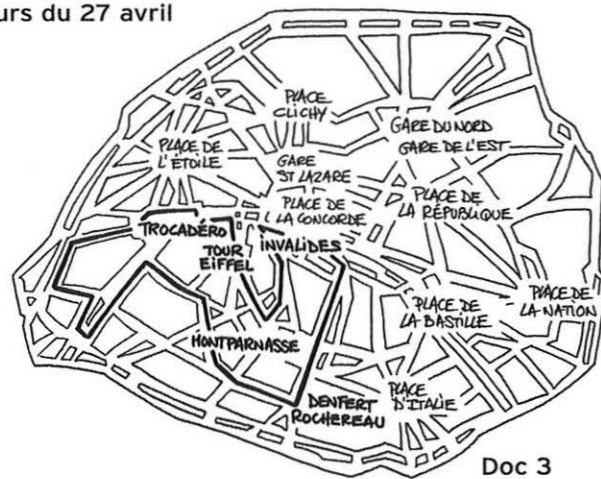 urs du 27 avril
PLACE
CLICHY
GARE DU NORD
GARE DE L'EST
PLACE DE
L'ÉTOILE
GARE
ST LAZARE
PLACE DE
LA CONCORDE
PLACE DE
LA RÉPUBLIQUE
TROCADÉRO
TOUR
EIFFEL
INVALIDES
PLACE DE
LA BASTILLE
PLACE DE
LA NATION
MONTPARNASSE
DENFERT
ROCHEREAU
PLACE
D'ITALIE
Doc 3